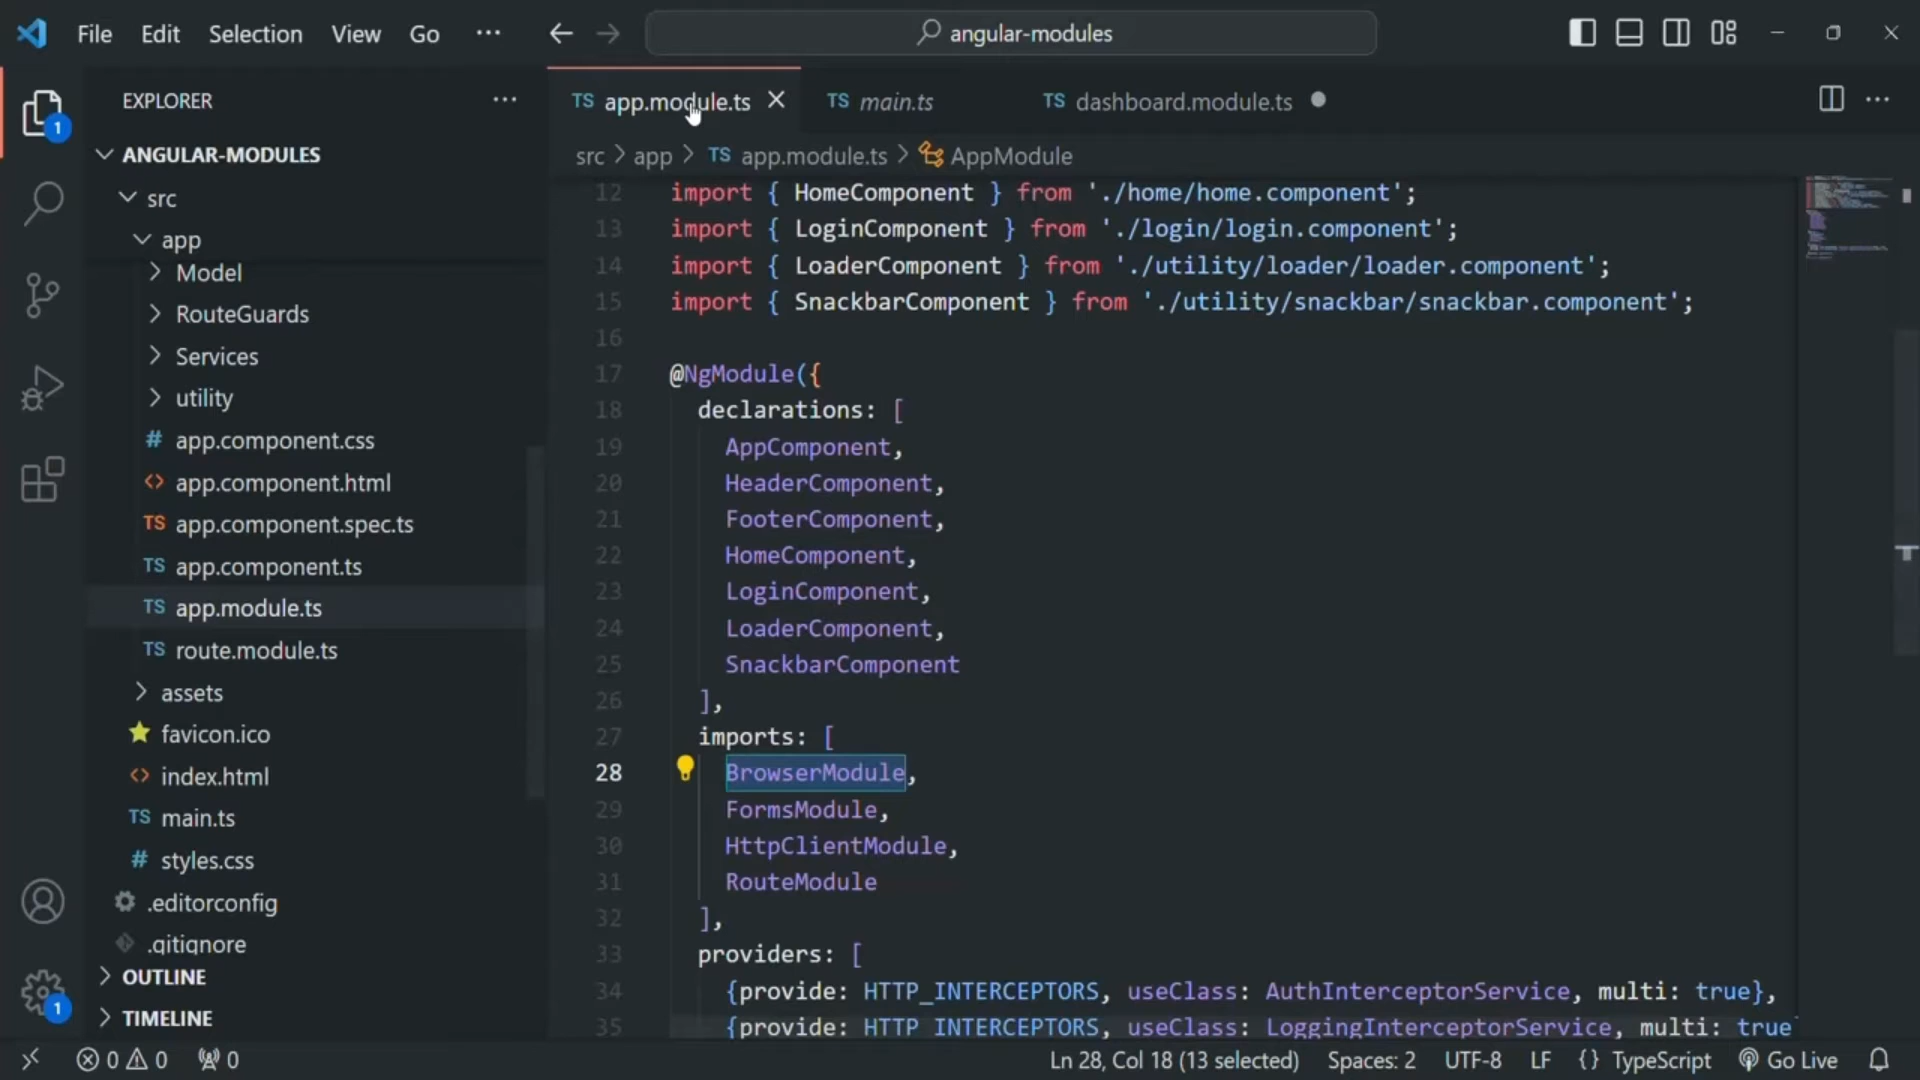 File Edit Selection View Go ··· angular-modules
EXPLORER ···
ANGULAR-MODULES
src
app
Model
RouteGuards
Services
utility
# app.component.css
<> app.component.html
TS app.component.spec.ts
TS app.component.ts
TS app.module.ts
TS route.module.ts
assets
favicon.ico
<> index.html
TS main.ts
# styles.css
.editorconfig
.gitignore
OUTLINE
TIMELINE
1
1
TS app.module.ts TS main.ts TS dashboard.module.ts
src > app > TS app.module.ts > AppModule
12 import { HomeComponent } from './home/home.component';
13 import { LoginComponent } from './login/login.component';
14 import { LoaderComponent } from './utility/loader/loader.component';
15 import { SnackbarComponent } from './utility/snackbar/snackbar.component';
16
17 @NgModule({
18 declarations: [
19 AppComponent,
20 HeaderComponent,
21 FooterComponent,
22 HomeComponent,
23 LoginComponent,
24 LoaderComponent,
25 SnackbarComponent
26 ],
27 imports: [
28 BrowserModule,
29 FormsModule,
30 HttpClientModule,
31 RouteModule
32 ],
33 providers: [
34 {provide: HTTP_INTERCEPTORS, useClass: AuthInterceptorService, multi: true},
35 {provide: HTTP_INTERCEPTORS, useClass: LoggingInterceptorService, multi: true
0 0 0 Ln 28, Col 18 (13 selected) Spaces: 2 UTF-8 LF {} TypeScript Go Live